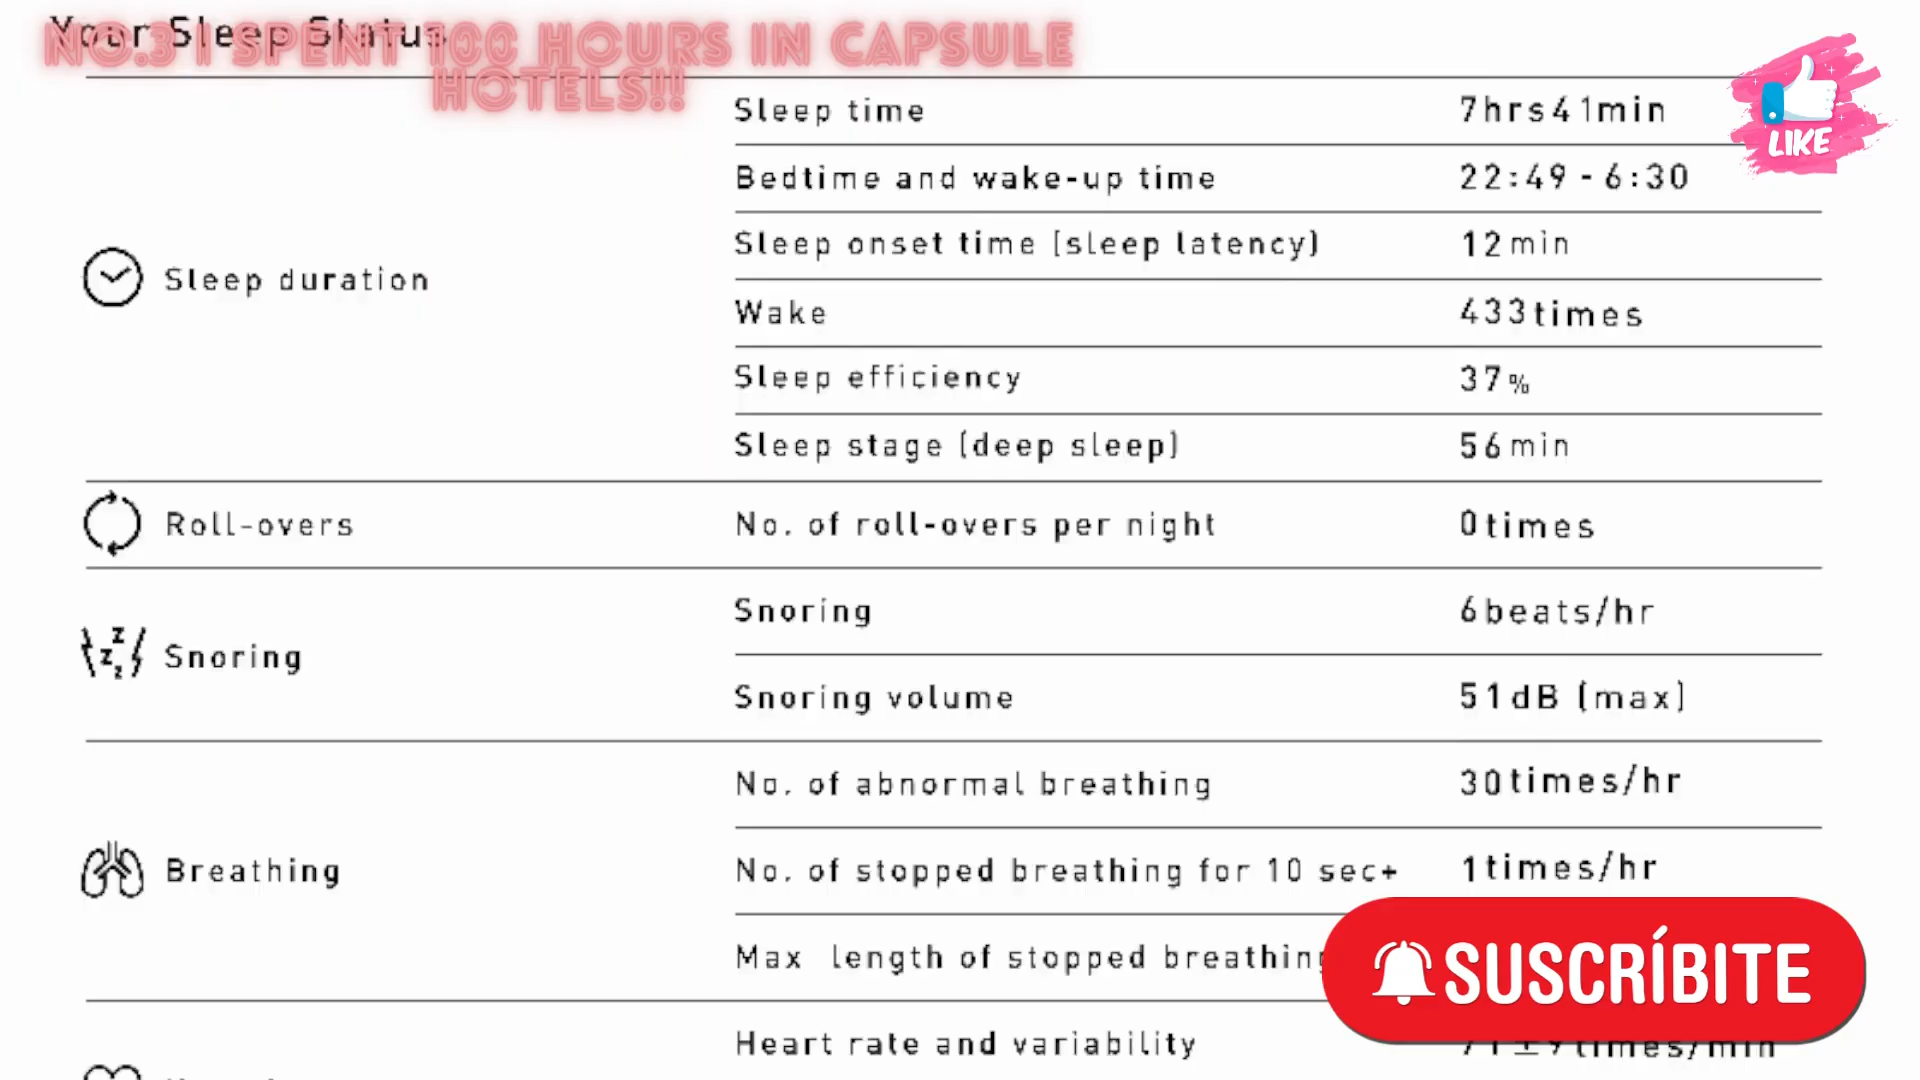 Your Sleep Status
NO.3 I SPENT 100 HOURS IN CAPSULE
HOTELS!!
LIKE
Sleep duration
Sleep time 7hrs41min
Bedtime and wake-up time 22:49 - 6:30
Sleep onset time (sleep latency) 12min
Wake 433times
Sleep efficiency 37%
Sleep stage (deep sleep) 56min
Roll-overs No. of roll-overs per night 0times
Snoring
Snoring 6beats/hr
Snoring volume 51dB (max)
Breathing
No. of abnormal breathing 30times/hr
No. of stopped breathing for 10 sec+ 1times/hr
Max length of stopped breathing
SUSCRÍBITE
Heart rate and variability times/min